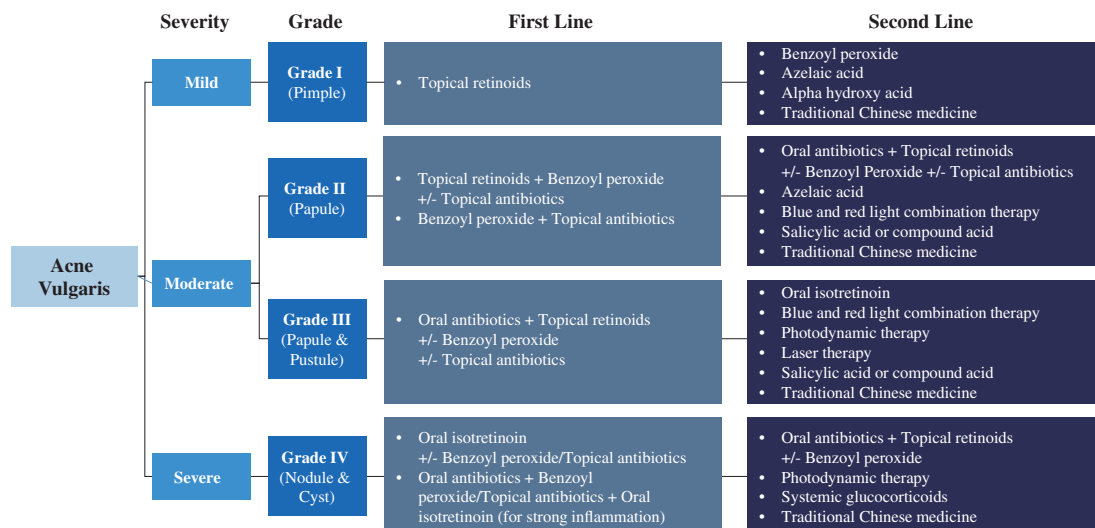 Severity
Grade
First Line
Second Line
Acne
Vulgaris
Mild
Grade I
(Pimple)
• Topical retinoids
• Benzoyl peroxide
• Azelaic acid
• Alpha hydroxy acid
• Traditional Chinese medicine
Moderate
Grade II
(Papule)
• Topical retinoids + Benzoyl peroxide
+/- Topical antibiotics
• Benzoyl peroxide + Topical antibiotics
• Oral antibiotics + Topical retinoids
+/- Benzoyl Peroxide +/- Topical antibiotics
• Azelaic acid
• Blue and red light combination therapy
• Salicylic acid or compound acid
• Traditional Chinese medicine
Grade III
(Papule &
Pustule)
• Oral antibiotics + Topical retinoids
+/- Benzoyl peroxide
+/- Topical antibiotics
• Oral isotretinoin
• Blue and red light combination therapy
• Photodynamic therapy
• Laser therapy
• Salicylic acid or compound acid
• Traditional Chinese medicine
Severe
Grade IV
(Nodule &
Cyst)
• Oral isotretinoin
+/- Benzoyl peroxide/Topical antibiotics
• Oral antibiotics + Benzoyl
peroxide/Topical antibiotics + Oral
isotretinoin (for strong inflammation)
• Oral antibiotics + Topical retinoids
+/- Benzoyl peroxide
• Photodynamic therapy
• Systemic glucocorticoids
• Traditional Chinese medicine